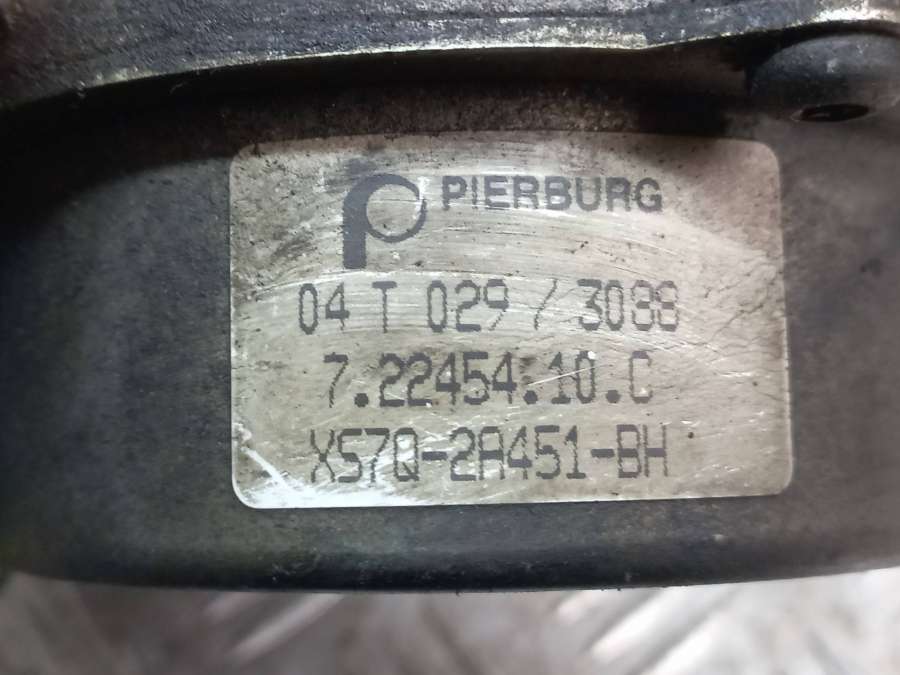 PIERBURG
04 T 029 / 3088
7.22454.10.C
XS7Q-2A451-BH